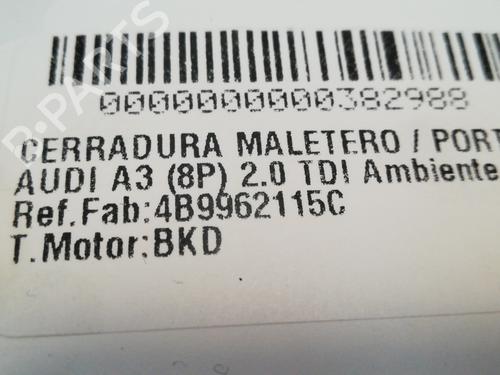 B-PARTS
0000000000382988
CERRADURA MALETERO / PORT
AUDI A3 (8P) 2.0 TDI Ambiente
Ref.Fab:4B9962115C
T.Motor:BKD